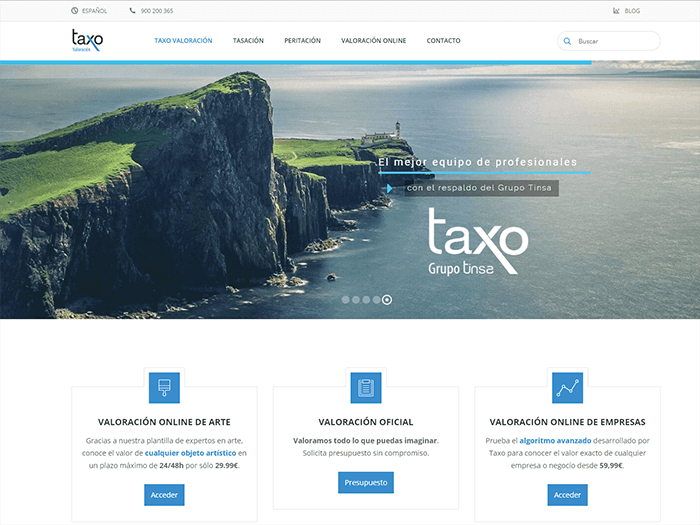 ESPAÑOL 900 200 365 BLOG
taxo
Valoración
TAXO VALORACIÓN TASACIÓN PERITACIÓN VALORACIÓN ONLINE CONTACTO
Buscar
El mejor equipo de profesionales
con el respaldo del Grupo Tinsa
taxo
Grupo tinsa
VALORACIÓN ONLINE DE ARTE
Gracias a nuestra plantilla de expertos en arte,
conoce el valor de cualquier objeto artístico en
un plazo máximo de 24/48h por sólo 29.99€.
Acceder
VALORACIÓN OFICIAL
Valoramos todo lo que puedas imaginar.
Solicita presupuesto sin compromiso.
Presupuesto
VALORACIÓN ONLINE DE EMPRESAS
Prueba el algoritmo avanzado desarrollado por
Taxo para conocer el valor exacto de cualquier
empresa o negocio desde 59,99€.
Acceder